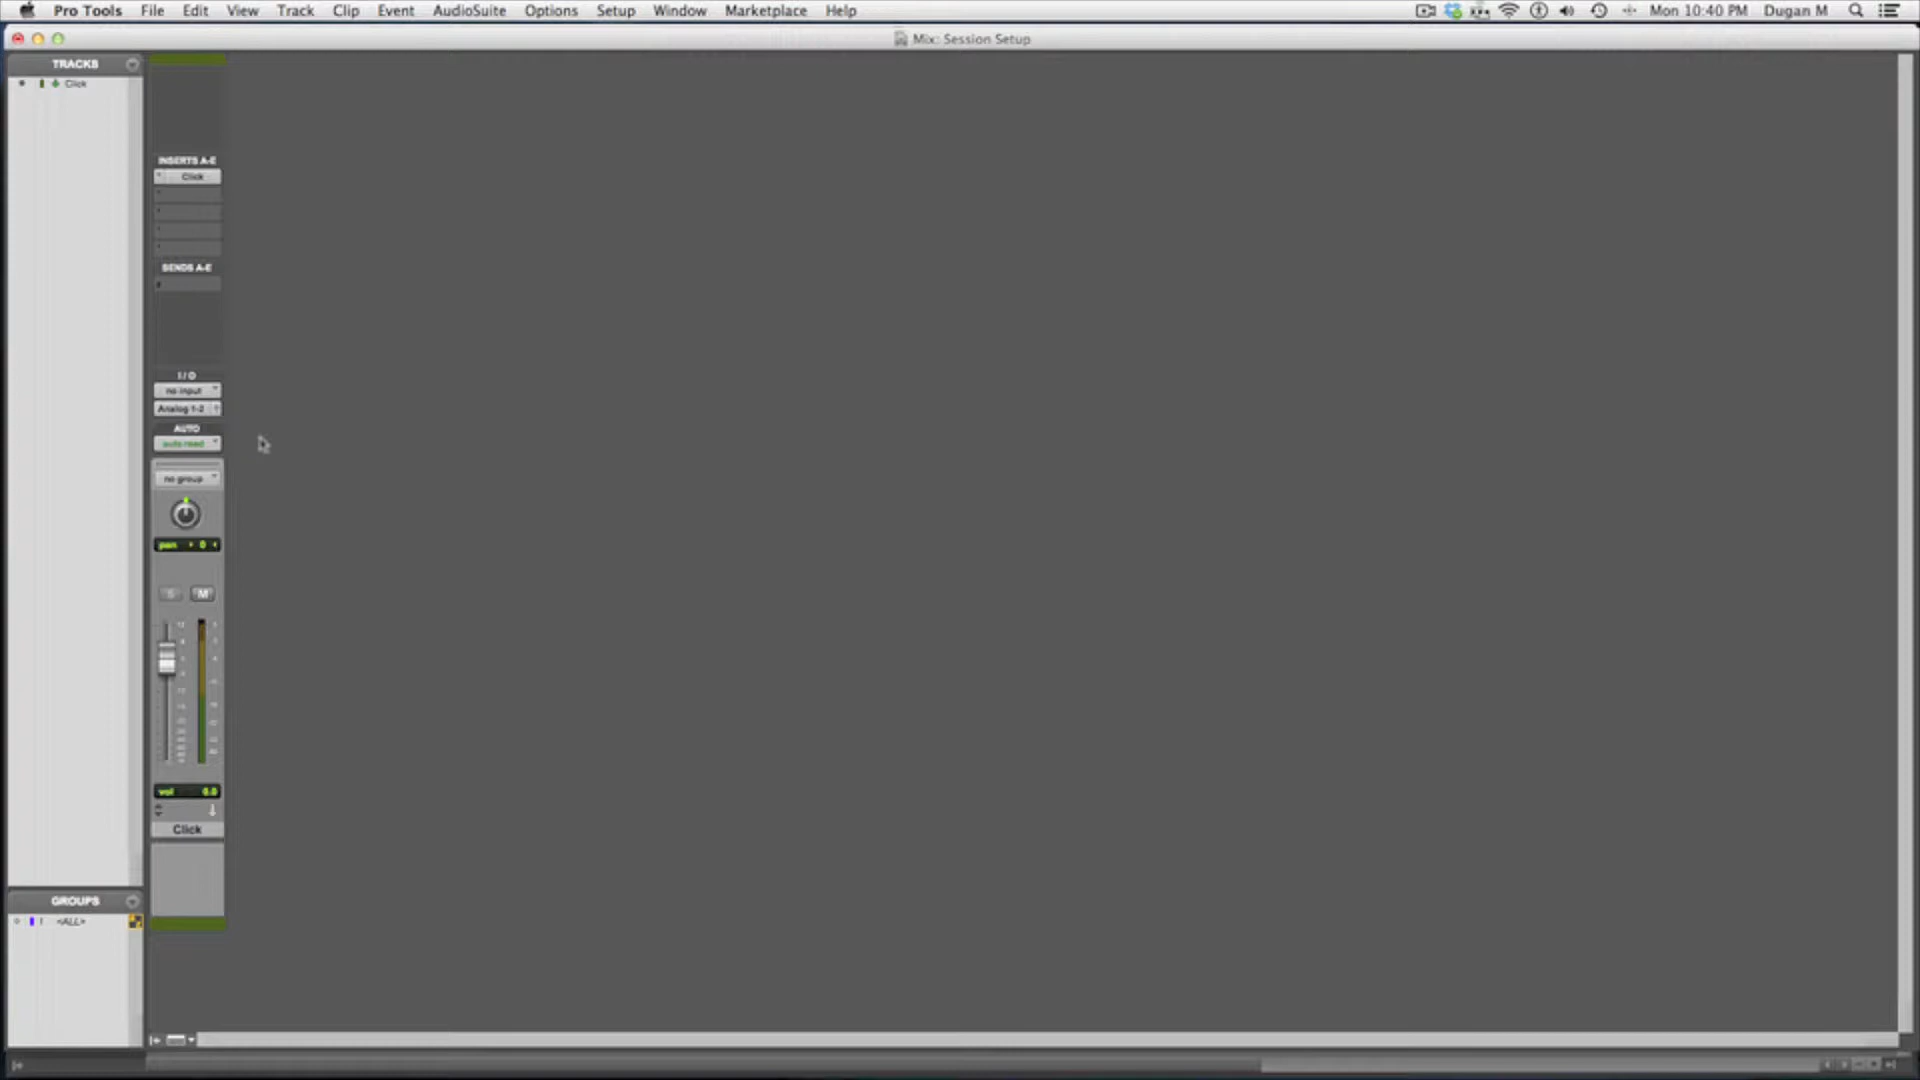 Pro Tools File Edit View Track Clip Event AudioSuite Options Setup Window Marketplace Help Mon 10:40 PM Dugan M
Mix: Session Setup
TRACKS
Click
INSERTS A-E
Click
SENDS A-E
I / O
no input
Analog 1-2
AUTO
auto read
no group
pan 0
S M
12
vol 0.0
Click
GROUPS
! <ALL>